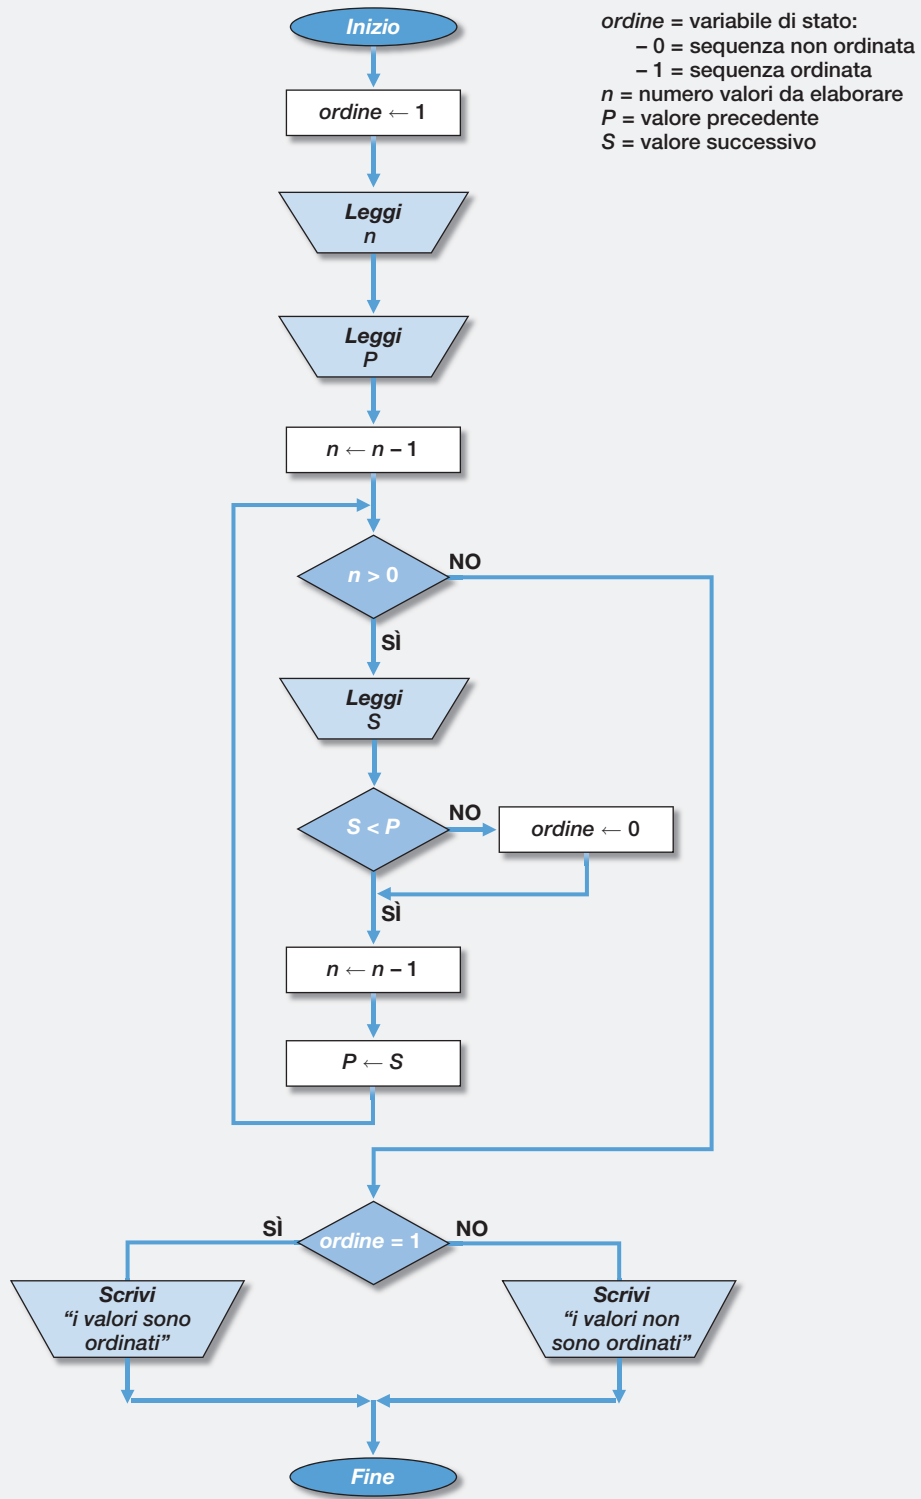 Inizio
ordine = variabile di stato:
– 0 = sequenza non ordinata
– 1 = sequenza ordinata
n = numero valori da elaborare
P = valore precedente
S = valore successivo
ordine ← 1
Leggi
n
Leggi
P
n ← n – 1
n > 0
NO
SÌ
Leggi
S
S < P
NO
ordine ← 0
SÌ
n ← n – 1
P ← S
ordine = 1
SÌ
NO
Scrivi
“i valori sono
ordinati”
Scrivi
“i valori non
sono ordinati”
Fine